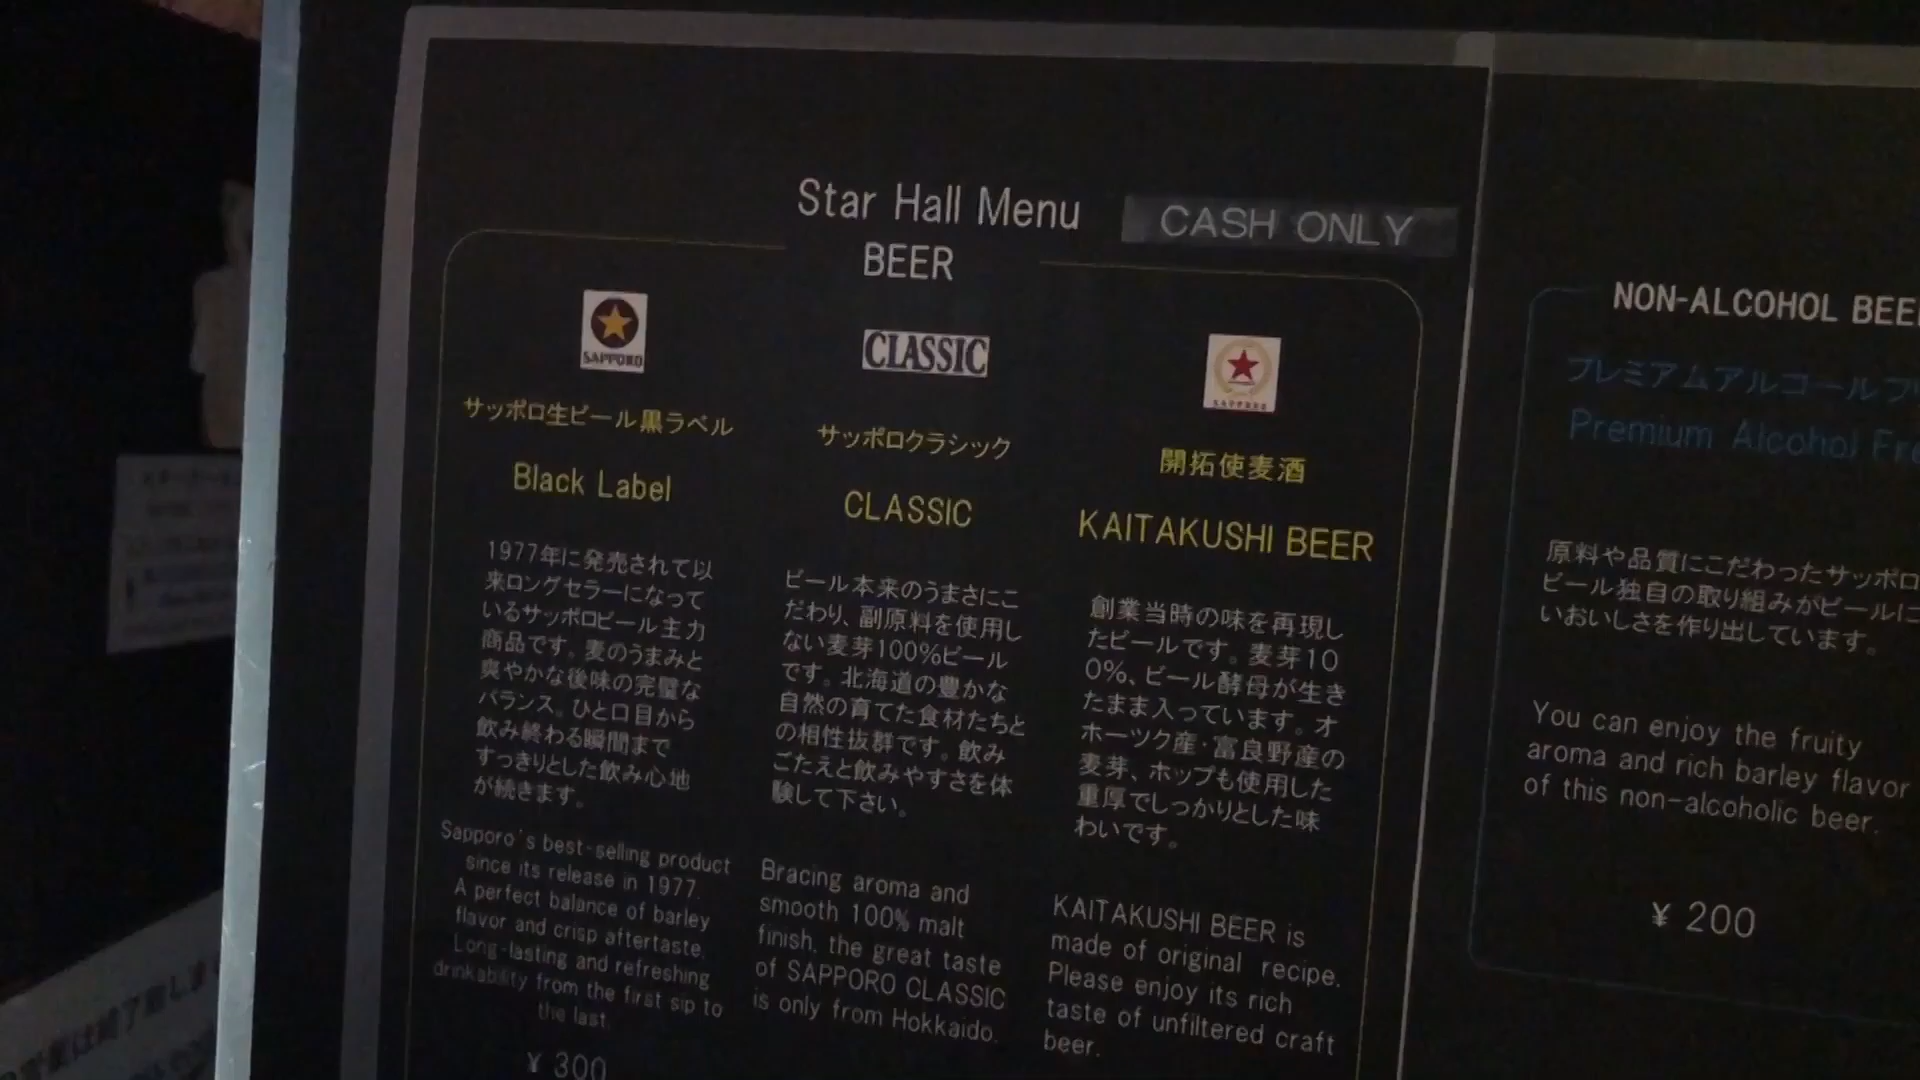 Star Hall Menu
CASH ONLY
BEER
SAPPORO
サッポロ生ビール黒ラベル
Black Label
1977年に発売されて以
来ロングセラーになって
いるサッポロビール主力
商品です。麦のうまみと
爽やかな後味の完璧な
バランス。ひと口目から
飲み終わる瞬間まで
すっきりとした飲み心地
が続きます。
Sapporo's best-selling product
since its release in 1977.
A perfect balance of barley
flavor and crisp aftertaste.
Long-lasting and refreshing
drinkability from the first sip to
the last.
¥ 300
CLASSIC
サッポロクラシック
CLASSIC
ビール本来のうまさにこ
だわり、副原料を使用し
ない麦芽100%ビール
です。北海道の豊かな
自然の育てた食材たちと
の相性抜群です。飲み
ごたえと飲みやすさを体
験して下さい。
Bracing aroma and
smooth 100% malt
finish, the great taste
of SAPPORO CLASSIC
is only from Hokkaido.
SAPPORO
開拓使麦酒
KAITAKUSHI BEER
創業当時の味を再現し
たビールです。麦芽10
0%、ビール酵母が生き
たまま入っています。オ
ホーツク産・富良野産の
麦芽、ホップも使用した
重厚でしっかりとした味
わいです。
KAITAKUSHI BEER is
made of original recipe.
Please enjoy its rich
taste of unfiltered craft
beer.
NON-ALCOHOL BEE
プレミアムアルコールフ
Premium Alcohol Fre
原料や品質にこだわったサッポロ
ビール独自の取り組みがビールに
いおいしさを作り出しています。
You can enjoy the fruity
aroma and rich barley flavor
of this non-alcoholic beer.
¥ 200